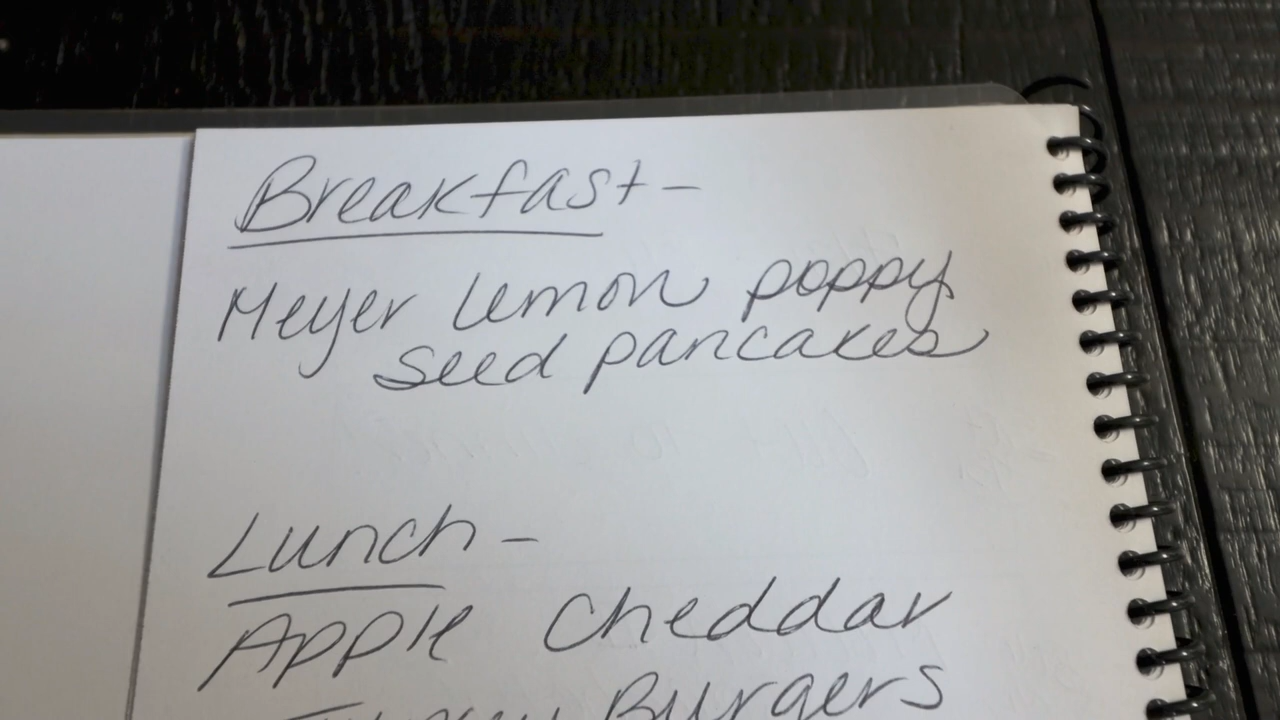 Breakfast-
Meyer lemon poppy
seed pancakes
Lunch-
Apple Cheddar
Burgers